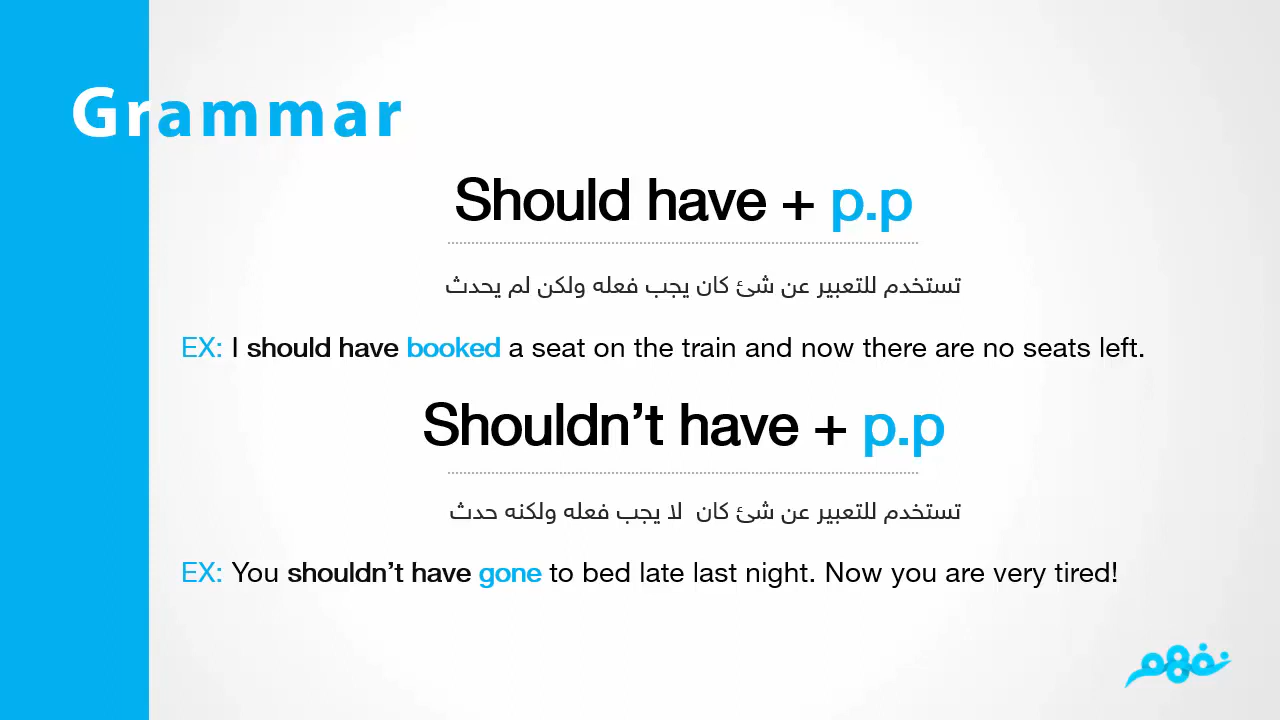 Grammar
Should have + p.p
تستخدم للتعبير عن شئ كان يجب فعله ولكن لم يحدث
EX: I should have booked a seat on the train and now there are no seats left.
Shouldn’t have + p.p
تستخدم للتعبير عن شئ كان لا يجب فعله ولكنه حدث
EX: You shouldn’t have gone to bed late last night. Now you are very tired!
نفهم